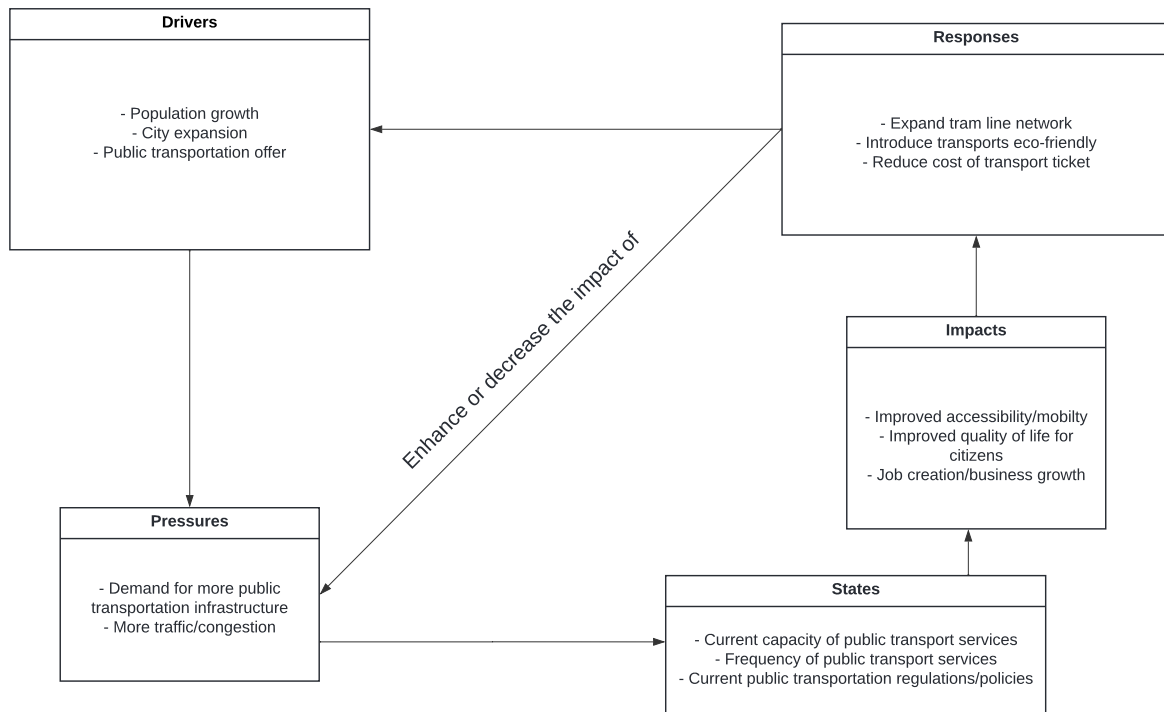 Drivers
- Population growth
- City expansion
- Public transportation offer
Responses
- Expand tram line network
- Introduce transports eco-friendly
- Reduce cost of transport ticket
Enhance or decrease the impact of
Impacts
- Improved accessibility/mobilty
- Improved quality of life for
citizens
- Job creation/business growth
Pressures
- Demand for more public
transportation infrastructure
- More traffic/congestion
States
- Current capacity of public transport services
- Frequency of public transport services
- Current public transportation regulations/policies